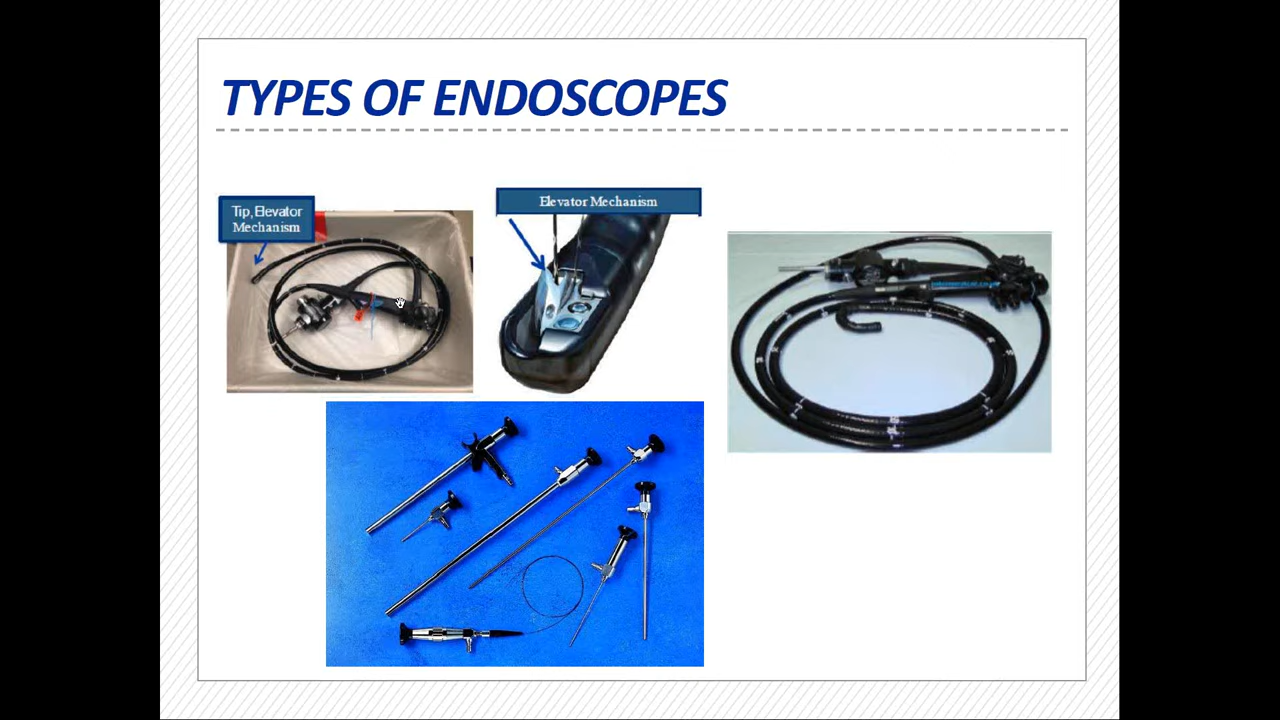 TYPES OF ENDOSCOPES
Tip, Elevator
Mechanism
Elevator Mechanism